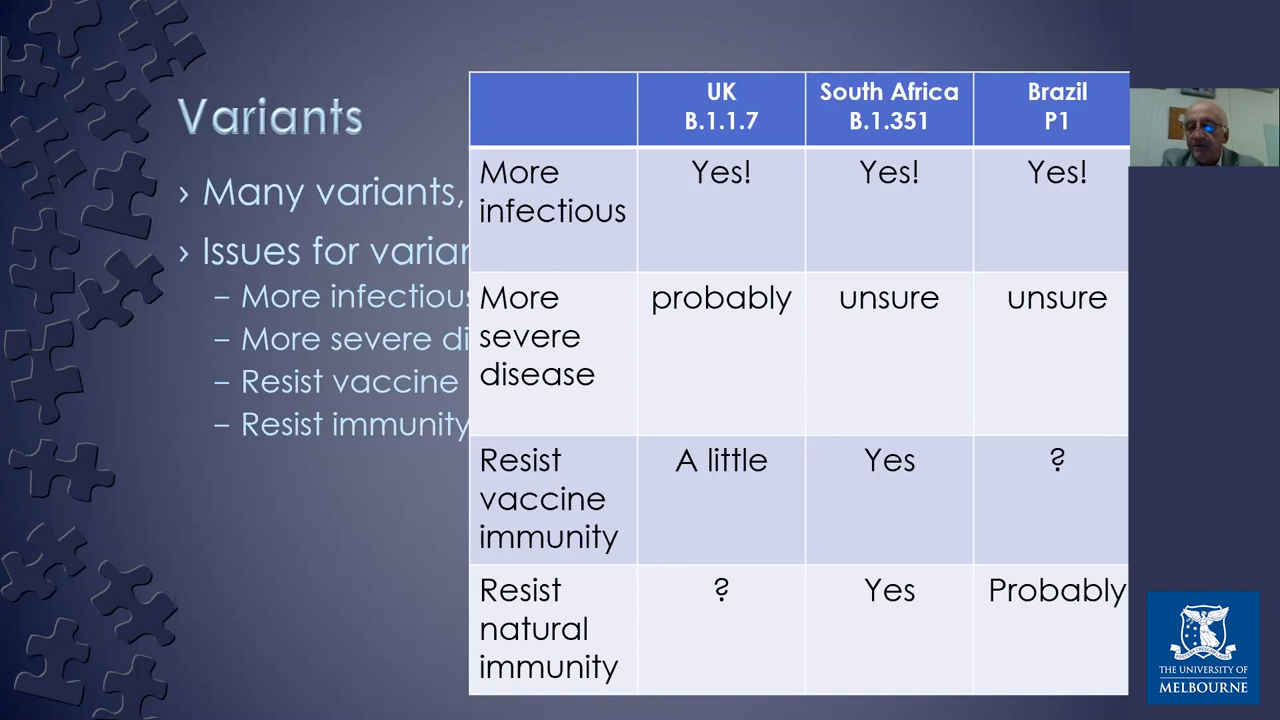 Variants
› Many variants,
› Issues for varian
– More infectious
– More severe di
– Resist vaccine
– Resist immunity
UK South Africa Brazil
B.1.1.7 B.1.351 P1
More Yes! Yes! Yes!
infectious
More probably unsure unsure
severe
disease
Resist A little Yes ?
vaccine
immunity
Resist ? Yes Probably
natural
immunity
THE UNIVERSITY OF
MELBOURNE